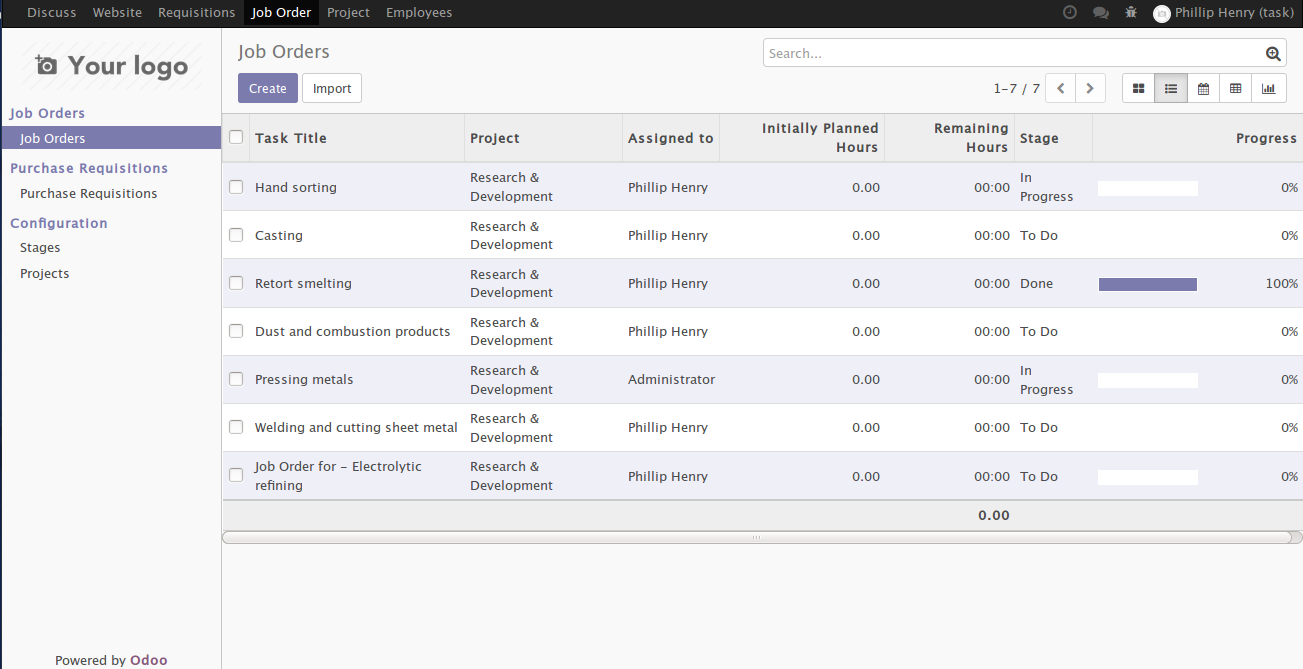 Discuss Website Requisitions Job Order Project Employees Phillip Henry (task)
Your logo
Job Orders
Job Orders
Purchase Requisitions
Purchase Requisitions
Configuration
Stages
Projects
Powered by Odoo
Job Orders
Search...
Create Import
1-7 / 7
Task Title Project Assigned to Initially Planned Hours Remaining Hours Stage Progress
Hand sorting Research & Development Phillip Henry 0.00 00:00 In Progress 0%
Casting Research & Development Phillip Henry 0.00 00:00 To Do 0%
Retort smelting Research & Development Phillip Henry 0.00 00:00 Done 100%
Dust and combustion products Research & Development Phillip Henry 0.00 00:00 To Do 0%
Pressing metals Research & Development Administrator 0.00 00:00 In Progress 0%
Welding and cutting sheet metal Research & Development Phillip Henry 0.00 00:00 To Do 0%
Job Order for - Electrolytic refining Research & Development Phillip Henry 0.00 00:00 To Do 0%
0.00